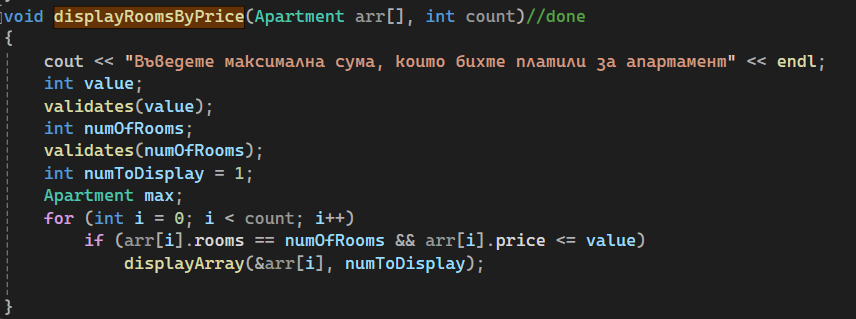 void displayRoomsByPrice(Apartment arr[], int count)//done
{
    cout << "Въведете максимална сума, които бихте платили за апартамент" << endl;
    int value;
    validates(value);
    int numOfRooms;
    validates(numOfRooms);
    int numToDisplay = 1;
    Apartment max;
    for (int i = 0; i < count; i++)
        if (arr[i].rooms == numOfRooms && arr[i].price <= value)
            displayArray(&arr[i], numToDisplay);
}